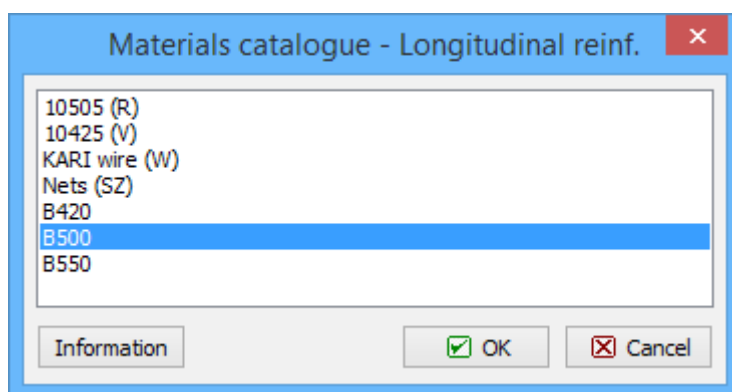 Materials catalogue - Longitudinal reinf.
10505 (R)
10425 (V)
KARI wire (W)
Nets (SZ)
B420
B500
B550
Information OK Cancel